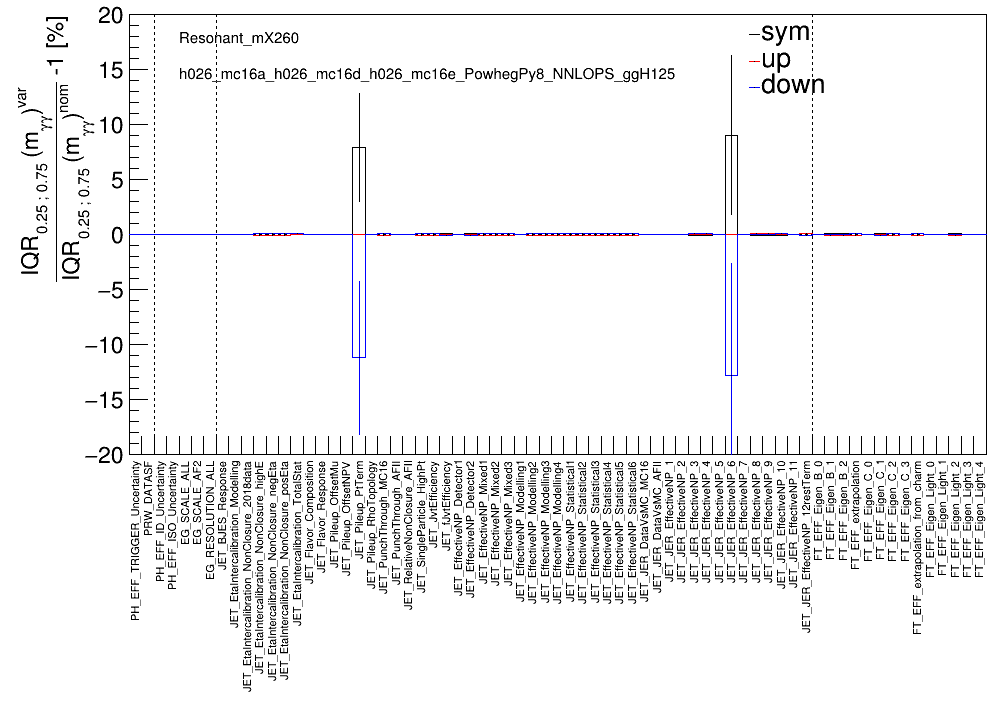 IQR0.25 ; 0.75 (mγγ)var
IQR0.25 ; 0.75 (mγγ)nom
-1 [%]
20
15
10
5
0
−5
−10
−15
−20
Resonant_mX260
h026_mc16a_h026_mc16d_h026_mc16e_PowhegPy8_NNLOPS_ggH125
−sym
−up
−down
PH_EFF_TRIGGER_Uncertainty
PRW_DATASF
PH_EFF_ID_Uncertainty
PH_EFF_ISO_Uncertainty
EG_SCALE_ALL
EG_SCALE_AF2
EG_RESOLUTION_ALL
JET_BJES_Response
JET_EtaIntercalibration_Modelling
JET_EtaIntercalibration_NonClosure_2018data
JET_EtaIntercalibration_NonClosure_highE
JET_EtaIntercalibration_NonClosure_negEta
JET_EtaIntercalibration_NonClosure_posEta
JET_EtaIntercalibration_TotalStat
JET_Flavor_Composition
JET_Flavor_Response
JET_Pileup_OffsetMu
JET_Pileup_OffsetNPV
JET_Pileup_PtTerm
JET_Pileup_RhoTopology
JET_PunchThrough_MC16
JET_PunchThrough_AFII
JET_RelativeNonClosure_AFII
JET_SingleParticle_HighPt
JET_JvtEfficiency
JET_fJvtEfficiency
JET_EffectiveNP_Detector1
JET_EffectiveNP_Detector2
JET_EffectiveNP_Mixed1
JET_EffectiveNP_Mixed2
JET_EffectiveNP_Mixed3
JET_EffectiveNP_Modelling1
JET_EffectiveNP_Modelling2
JET_EffectiveNP_Modelling3
JET_EffectiveNP_Modelling4
JET_EffectiveNP_Statistical1
JET_EffectiveNP_Statistical2
JET_EffectiveNP_Statistical3
JET_EffectiveNP_Statistical4
JET_EffectiveNP_Statistical5
JET_EffectiveNP_Statistical6
JET_JER_DataVsMC_MC16
JET_JER_DataVsMC_AFII
JET_JER_EffectiveNP_1
JET_JER_EffectiveNP_2
JET_JER_EffectiveNP_3
JET_JER_EffectiveNP_4
JET_JER_EffectiveNP_5
JET_JER_EffectiveNP_6
JET_JER_EffectiveNP_7
JET_JER_EffectiveNP_8
JET_JER_EffectiveNP_9
JET_JER_EffectiveNP_10
JET_JER_EffectiveNP_11
JET_JER_EffectiveNP_12restTerm
FT_EFF_Eigen_B_0
FT_EFF_Eigen_B_1
FT_EFF_Eigen_B_2
FT_EFF_extrapolation
FT_EFF_Eigen_C_0
FT_EFF_Eigen_C_1
FT_EFF_Eigen_C_2
FT_EFF_Eigen_C_3
FT_EFF_extrapolation_from_charm
FT_EFF_Eigen_Light_0
FT_EFF_Eigen_Light_1
FT_EFF_Eigen_Light_2
FT_EFF_Eigen_Light_3
FT_EFF_Eigen_Light_4